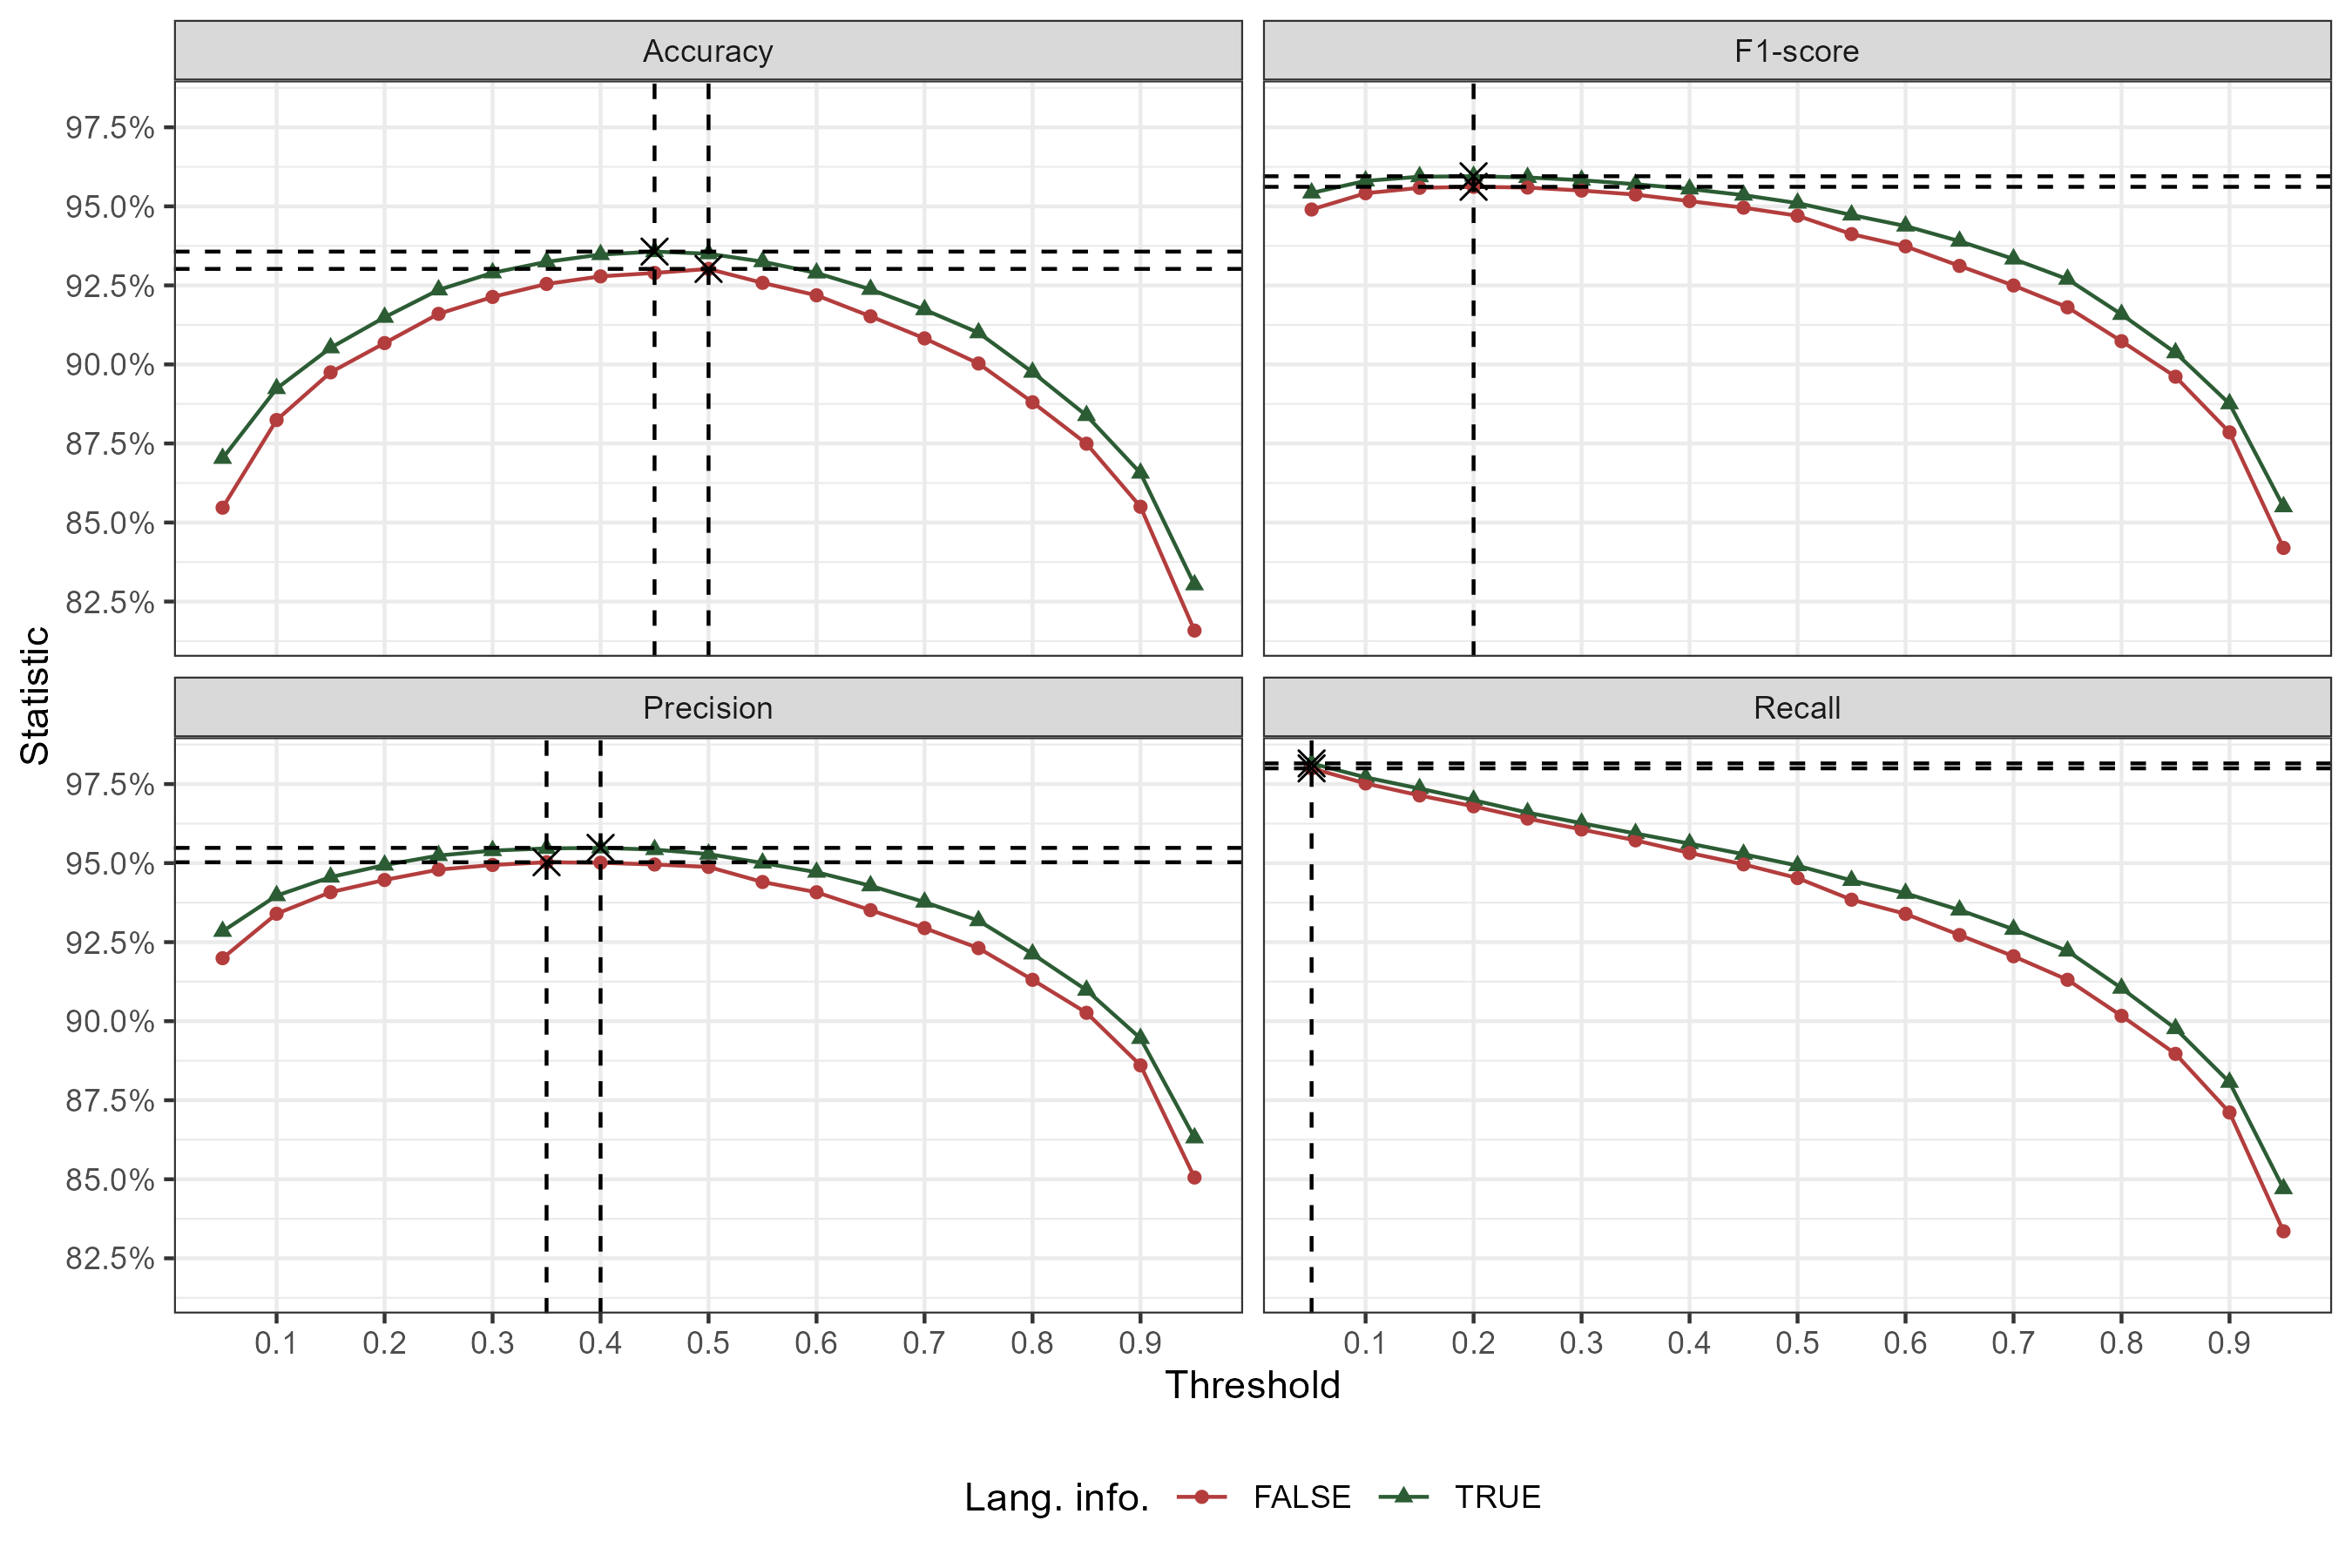 Accuracy
F1-score
97.5%
95.0%
92.5%
90.0%
87.5%
85.0%
82.5%
Statistic
Precision
Recall
97.5%
95.0%
92.5%
90.0%
87.5%
85.0%
82.5%
0.1 0.2 0.3 0.4 0.5 0.6 0.7 0.8 0.9
0.1 0.2 0.3 0.4 0.5 0.6 0.7 0.8 0.9
Threshold
Lang. info. FALSE TRUE